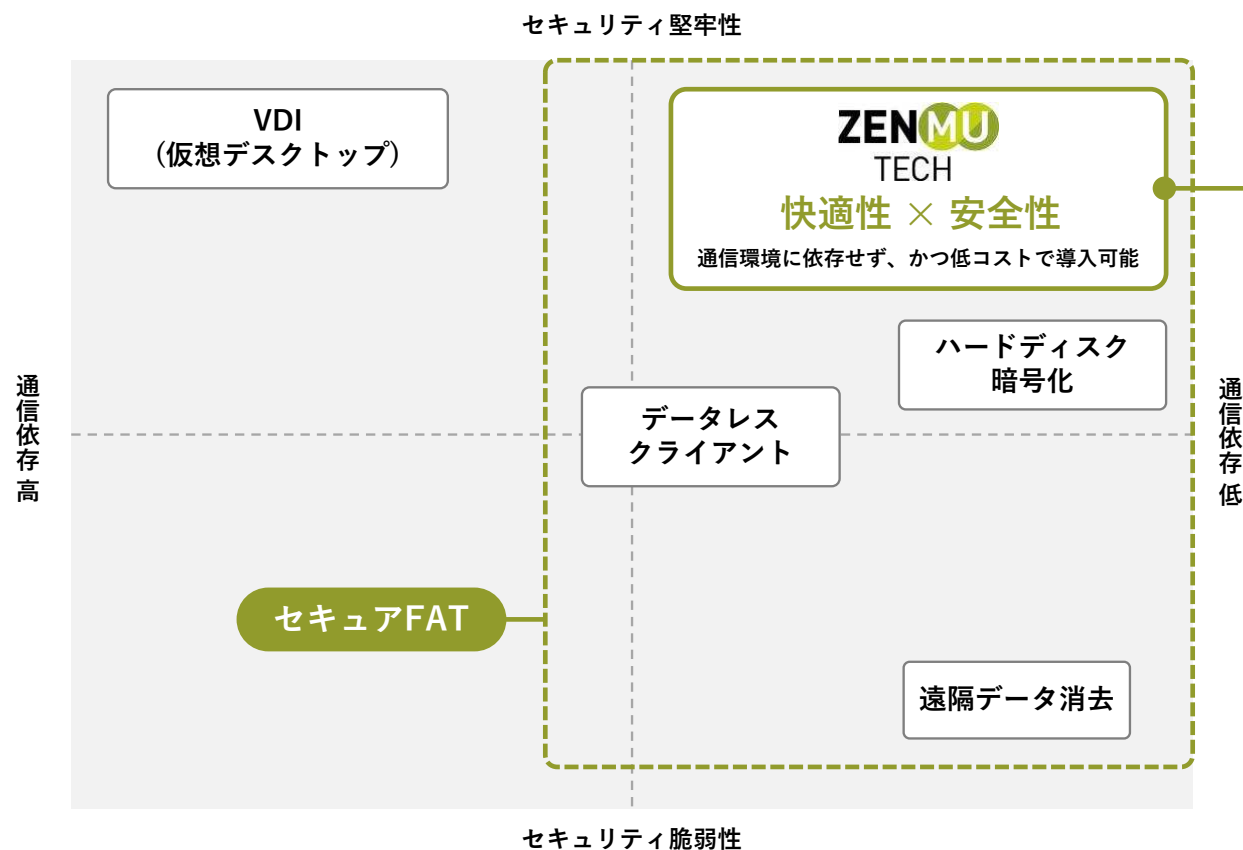 セキュリティ堅牢性
VDI
（仮想デスクトップ）
ZENMU
TECH
快適性 × 安全性
通信環境に依存せず、かつ低コストで導入可能
ハードディスク
暗号化
通信依存 高
データレス
クライアント
通信依存 低
セキュアFAT
遠隔データ消去
セキュリティ脆弱性